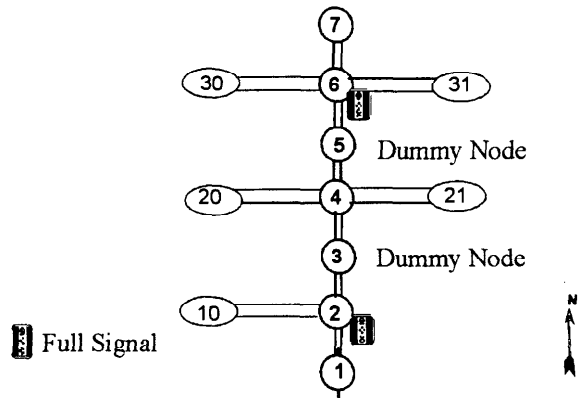 7
30 6 31
5 Dummy Node
20 4 21
3 Dummy Node
10 2
N
Full Signal
1